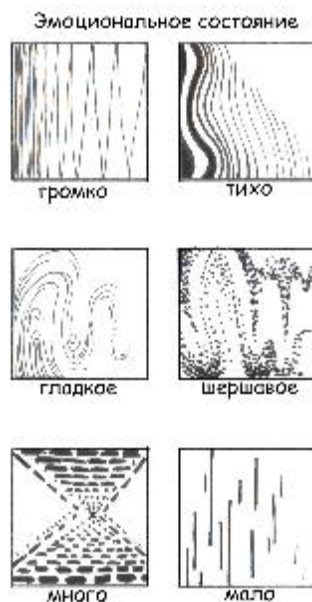 Эмоциональное состояние
громко
тихо
гладкое
шершавое
много
мало